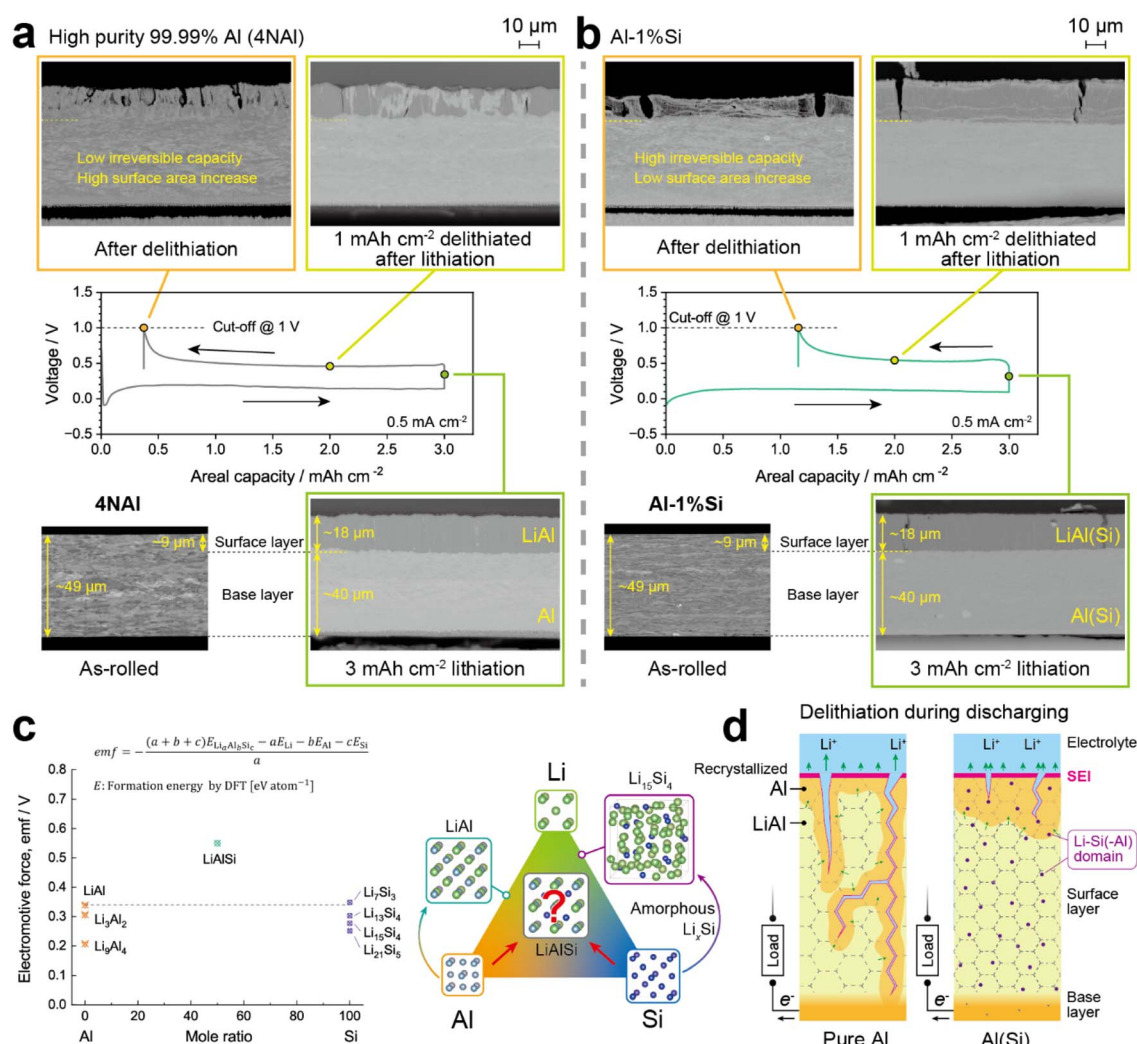 a High purity 99.99% Al (4NAl)
10 μm
Low irreversible capacity
High surface area increase
After delithiation
1 mAh cm⁻² delithiated
after lithiation
1.5
1.0
0.5
0.0
−0.5
Voltage / V
Cut-off @ 1 V
0.5 mA cm⁻²
0.0 0.5 1.0 1.5 2.0 2.5 3.0
Areal capacity / mAh cm⁻²
4NAl
~9 μm
~49 μm
Surface layer
Base layer
As-rolled
~18 μm
LiAl
~40 μm
Al
3 mAh cm⁻² lithiation
b Al-1%Si
10 μm
High irreversible capacity
Low surface area increase
After delithiation
1 mAh cm⁻² delithiated
after lithiation
1.5
1.0
0.5
0.0
−0.5
Voltage / V
Cut-off @ 1 V
0.5 mA cm⁻²
0.0 0.5 1.0 1.5 2.0 2.5 3.0
Areal capacity / mAh cm⁻²
Al-1%Si
~9 μm
~49 μm
Surface layer
Base layer
As-rolled
~18 μm
LiAl(Si)
~40 μm
Al(Si)
3 mAh cm⁻² lithiation
c
emf = − (a + b + c)E_LiaAlbSic − aE_Li − bE_Al − cE_Si / a
E: Formation energy by DFT [eV atom⁻¹]
Electromotive force, emf / V
0.8
0.7
0.6
0.5
0.4
0.3
0.2
0.1
0.0
LiAlSi
LiAl
Li₃Al₂
Li₉Al₄
Li₇Si₃
Li₁₃Si₄
Li₁₅Si₄
Li₂₁Si₅
0 20 40 60 80 100
Al Mole ratio Si
Li
Li₁₅Si₄
LiAl
?
LiAlSi
Amorphous
LiₓSi
Al
Si
d
Delithiation during discharging
Li⁺ Li⁺
Li⁺ Li⁺
Electrolyte
Recrystallized
SEI
Al
LiAl
Li-Si(-Al)
domain
Surface
layer
Load
Load
e⁻
e⁻
Base
layer
Pure Al
Al(Si)